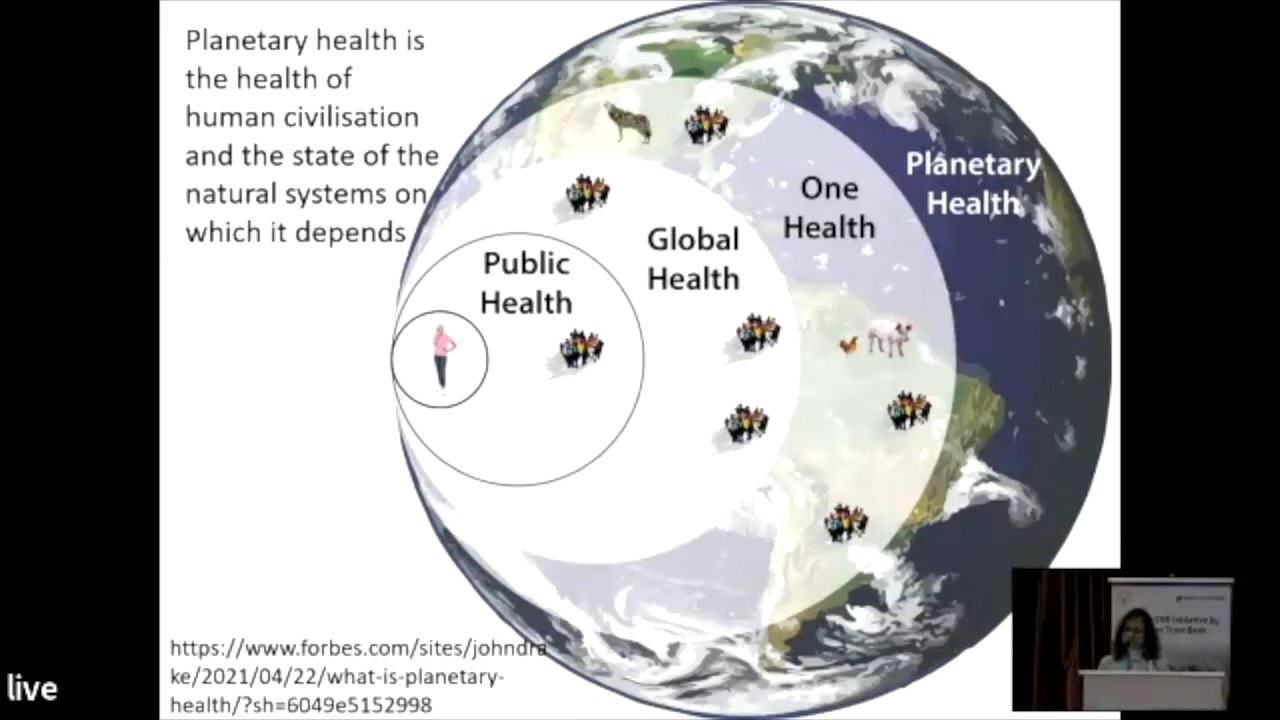 Planetary health is
the health of
human civilisation
and the state of the
natural systems on
which it depends
Planetary
Health
One
Health
Global
Health
Public
Health
https://www.forbes.com/sites/johndra
ke/2021/04/22/what-is-planetary-
health/?sh=6049e5152998
live